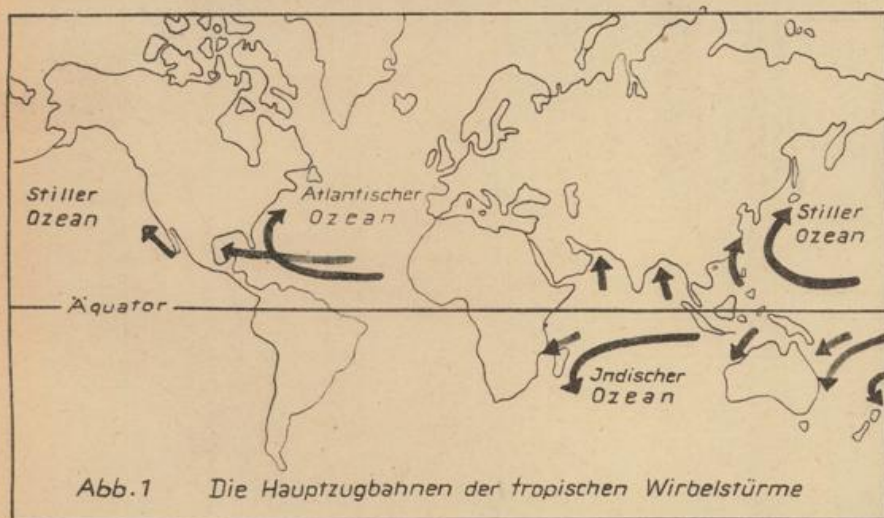 Stiller
Ozean
Atlantischer
Ozean
Stiller
Ozean
Äquator
Jndischer
Ozean
Abb.1 Die Hauptzugbahnen der tropischen Wirbelstürme